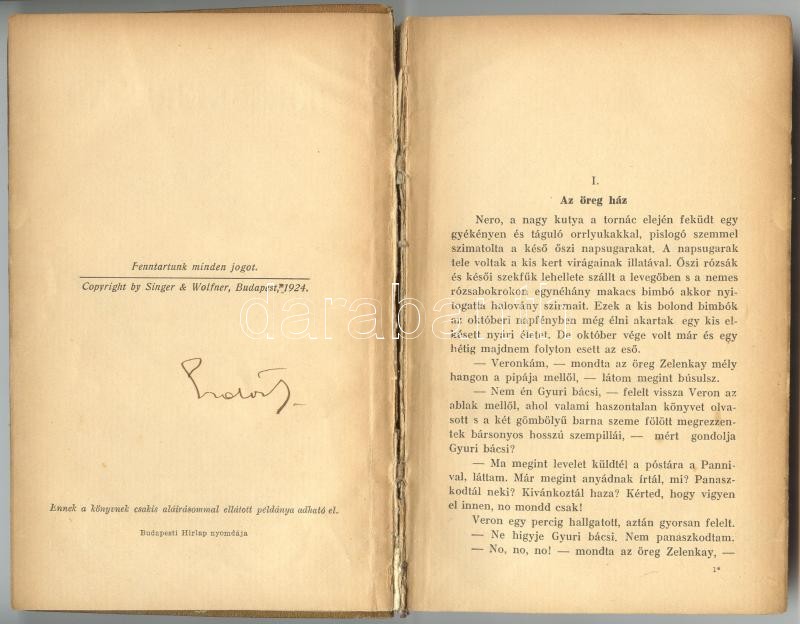 Fenntartunk minden jogot.
Copyright by Singer & Wolfner, Budapest, 1924.
Ennek a könyvnek csakis aláirásommal ellátott példánya adható el.
Budapesti Hirlap nyomdája
I.
Az öreg ház
Nero, a nagy kutya a tornác elején feküdt egy
gyékényen és táguló orrlyukakkal, pislogó szemmel
szimatolta a késő őszi napsugarakat. A napsugarak
tele voltak a kis kert virágainak illatával. Őszi rózsák
és késői szekfűk lehellete szállt a levegőben s a nemes
rózsabokrokon egynéhány makacs bimbó akkor nyi-
togatta halovány szirmait. Ezek a kis bolond bimbók
az októberi napfényben még élni akartak egy kis el-
késett nyári életet. De október vége volt már és egy
hétig majdnem folyton esett az eső.
— Veronkám, — mondta az öreg Zelenkay mély
hangon a pipája mellől, — látom megint búsulsz.
— Nem én Gyuri bácsi, — felelt vissza Veron az
ablak mellől, ahol valami haszontalan könyvet olva-
sott s a két gömbölyű barna szeme fölött megrezzen-
tek bársonyos hosszú szempillái, — mért gondolja
Gyuri bácsi?
— Ma megint levelet küldtél a póstára a Panni-
val, láttam. Már megint anyádnak írtál, mi? Panasz-
kodtál neki? Kívánkoztál haza? Kérted, hogy vigyen
el innen, no mondd csak!
Veron egy percig hallgatott, aztán gyorsan felelt.
— Ne higyje Gyuri bácsi. Nem panaszkodtam.
— No, no, no! — mondta az öreg Zelenkay, —
1*
darabanth